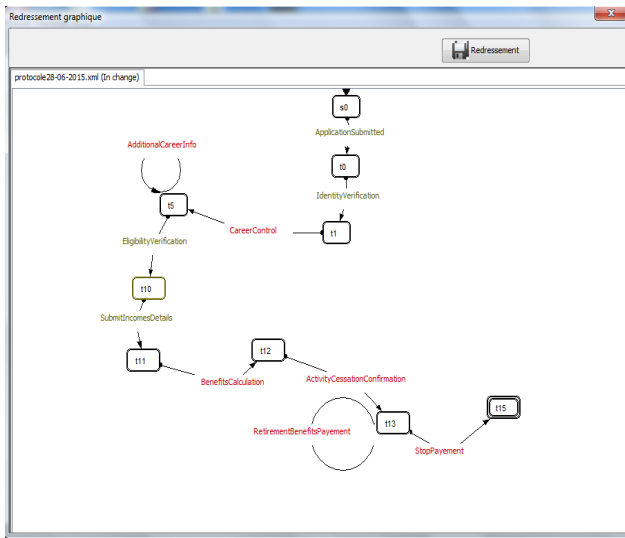 Redressement graphique
Redressement
protocole28-06-2015.xml (In change)
s0
ApplicationSubmitted
AdditionalCareerInfo
t0
IdentityVerification
t5
CareerControl
t1
EligibilityVerification
t10
SubmitIncomesDetails
t12
t11
BenefitsCalculation
ActivityCessationConfirmation
t15
RetirementBenefitsPayement
t13
StopPayement